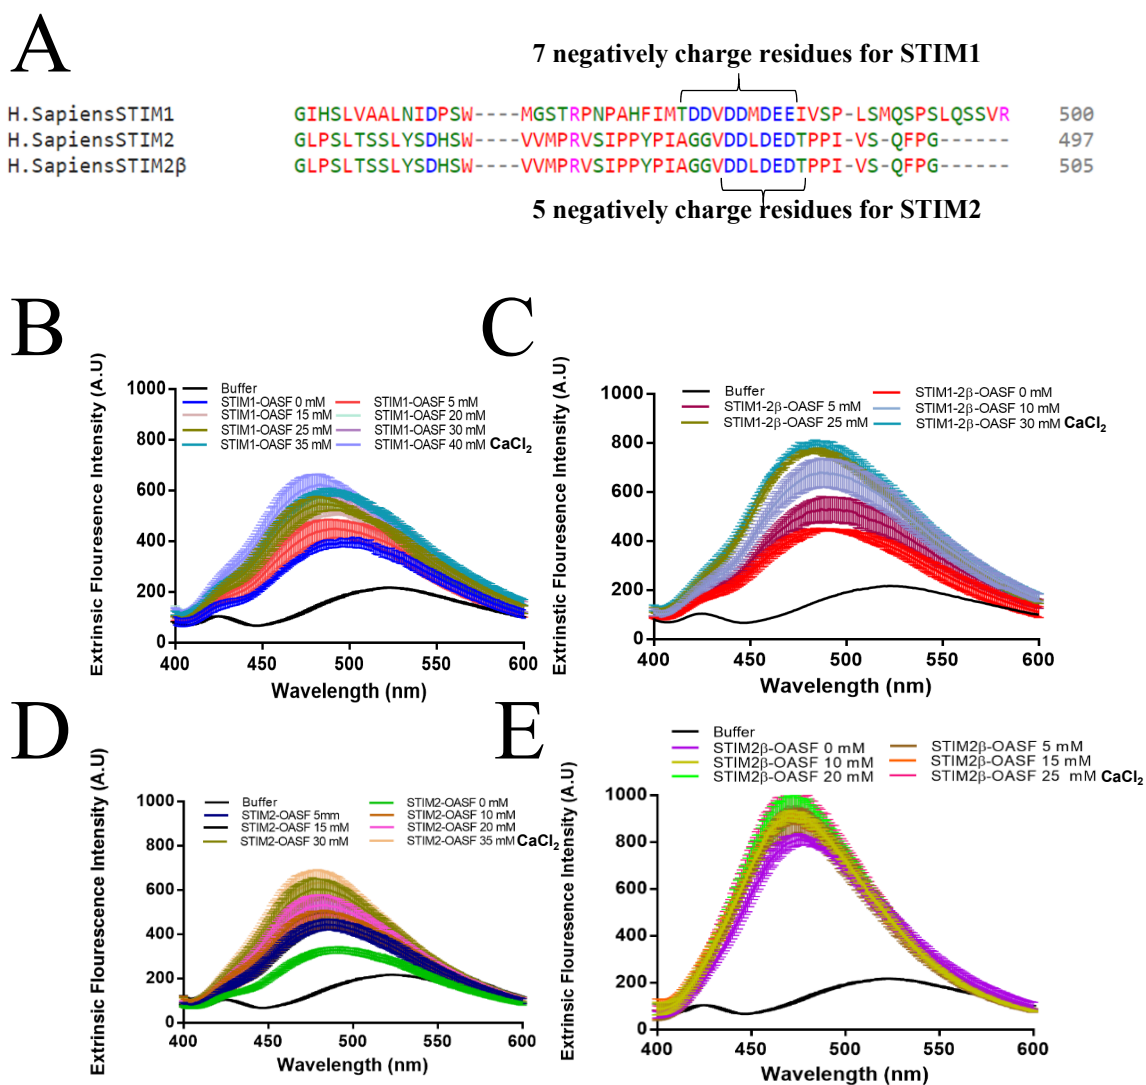 A
7 negatively charge residues for STIM1
H.SapiensSTIM1 GIHSLVAALNIDPSW----MGSTRPNPAHFIMTDDVDDMDEEIVSP-LSMQSPSLQSSVR 500
H.SapiensSTIM2 GLPSLTSSLYSDHSW----VVMPRVSIPPYPIAGGVDDLDEDTPPI-VS-QFPG------ 497
H.SapiensSTIM2β GLPSLTSSLYSDHSW----VVMPRVSIPPYPIAGGVDDLDEDTPPI-VS-QFPG------ 505
5 negatively charge residues for STIM2
B
Extrinsic Flouresence Intensity (A.U)
Buffer
STIM1-OASF 0 mM STIM1-OASF 5 mM
STIM1-OASF 15 mM STIM1-OASF 20 mM
STIM1-OASF 25 mM STIM1-OASF 30 mM
STIM1-OASF 35 mM STIM1-OASF 40 mM CaCl2
1000
800
600
400
200
0
400 450 500 550 600
Wavelength (nm)
C
Extrinstic Flouresence Intensity (A.U)
Buffer STIM1-2β-OASF 0 mM
STIM1-2β-OASF 5 mM STIM1-2β-OASF 10 mM
STIM1-2β-OASF 25 mM STIM1-2β-OASF 30 mM CaCl2
1000
800
600
400
200
0
400 450 500 550 600
Wavelength (nm)
D
Extrinsic Flourescence Intensity (A.U)
Buffer STIM2-OASF 0 mM
STIM2-OASF 5mm STIM2-OASF 10 mM
STIM2-OASF 15 mM STIM2-OASF 20 mM
STIM2-OASF 30 mM STIM2-OASF 35 mM CaCl2
1000
800
600
400
200
0
400 450 500 550 600
Wavelength (nm)
E
Extrinsic Flouresence Intensity (A.U)
Buffer
STIM2β-OASF 0 mM STIM2β-OASF 5 mM
STIM2β-OASF 10 mM STIM2β-OASF 15 mM
STIM2β-OASF 20 mM STIM2β-OASF 25 mM CaCl2
1000
800
600
400
200
0
400 450 500 550 600
Wavelength (nm)